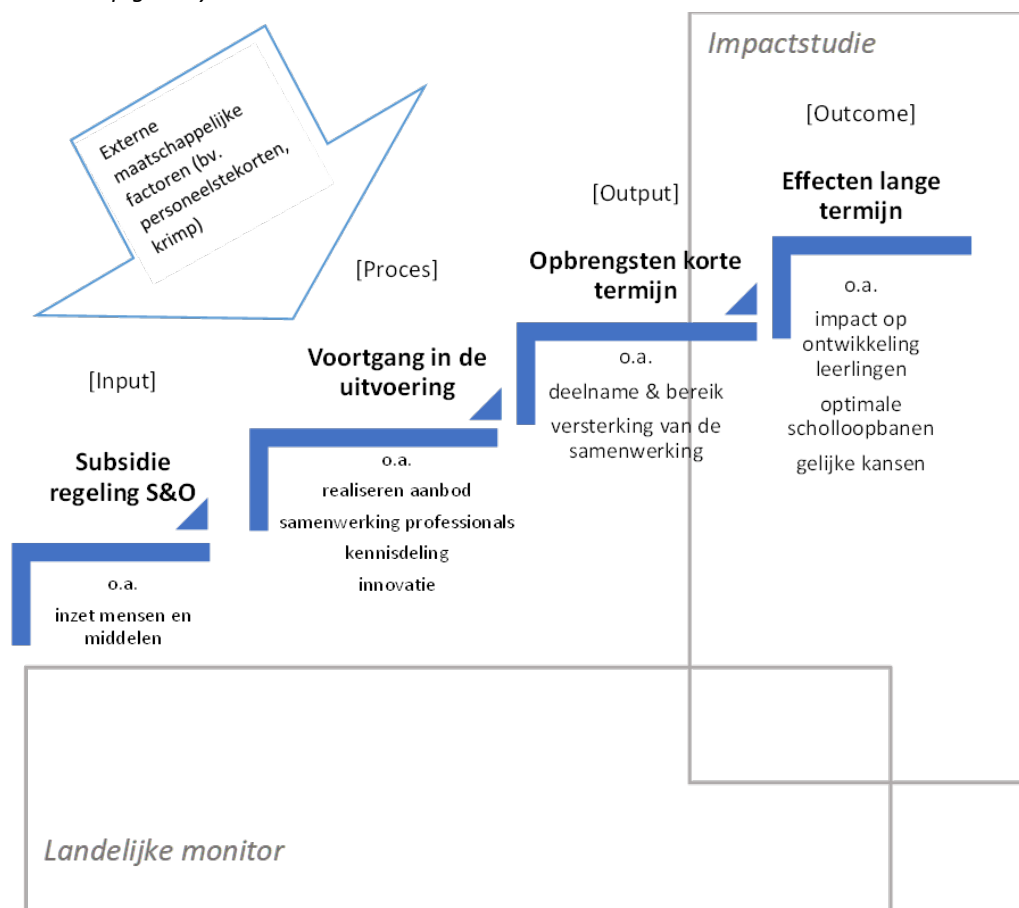 Impactstudie
Externe
maatschappelijke
factoren (bv.
personeelstekorten,
krimp)
[Input]
Subsidie
regeling S&O
o.a.
inzet mensen en
middelen
[Proces]
Voortgang in de
uitvoering
o.a.
realiseren aanbod
samenwerking professionals
kennisdeling
innovatie
[Output]
Opbrengsten korte
termijn
o.a.
deelname & bereik
versterking van de
samenwerking
[Outcome]
Effecten lange
termijn
o.a.
impact op
ontwikkeling
leerlingen
optimale
scholloopbanen
gelijke kansen
Landelijke monitor